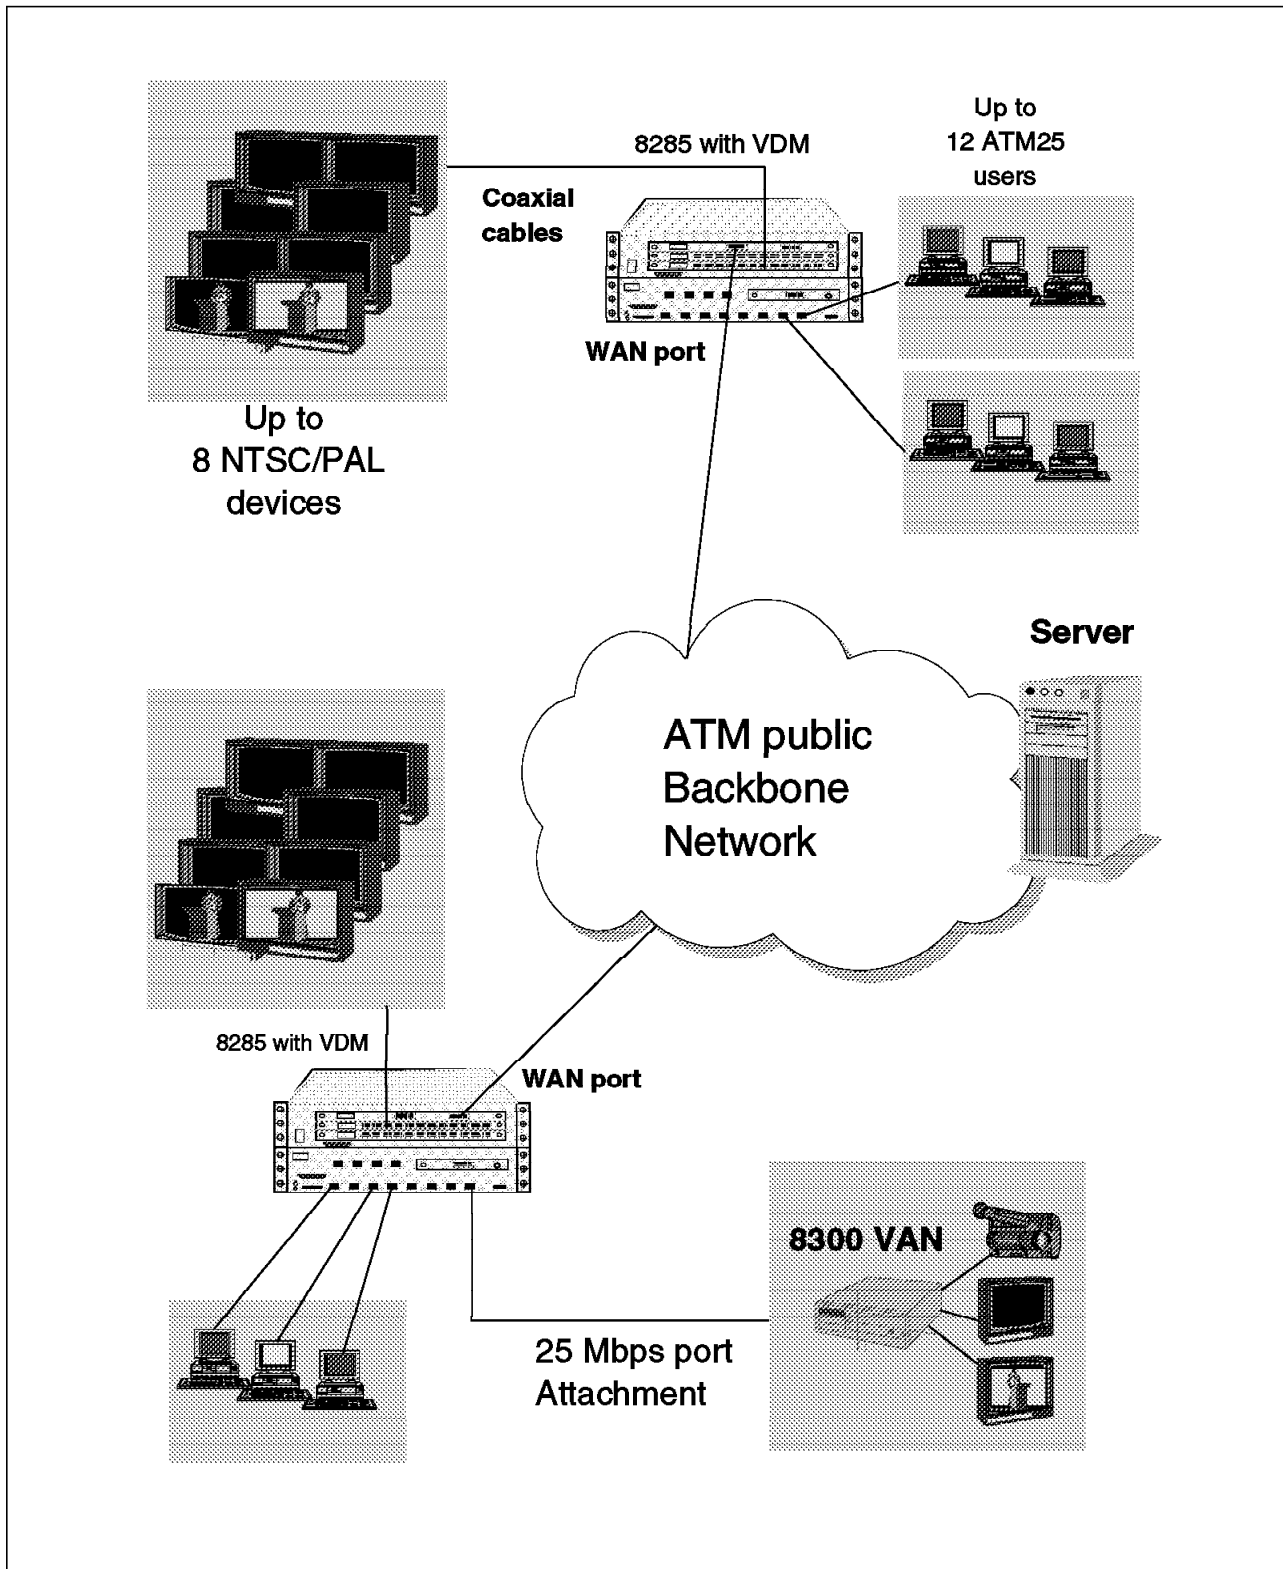 Up to
12 ATM25
users
8285 with VDM
Coaxial
cables
WAN port
Up to
8 NTSC/PAL
devices
Server
ATM public
Backbone
Network
8285 with VDM
WAN port
8300 VAN
25 Mbps port
Attachment